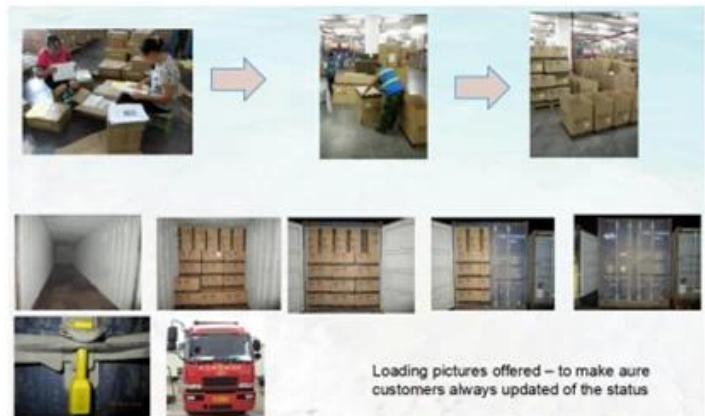 Loading pictures offered – to make aure
customers always updated of the status